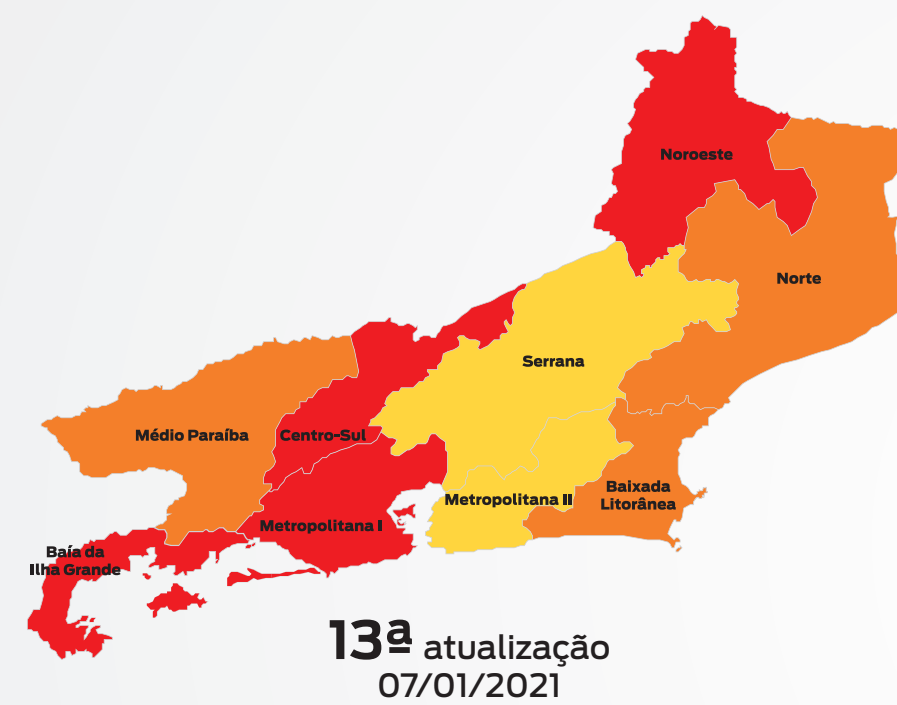 Noroeste
Norte
Serrana
Médio Paraíba
Centro-Sul
Baixada
Litorânea
Metropolitana II
Metropolitana I
Baía da
Ilha Grande
13ª atualização
07/01/2021